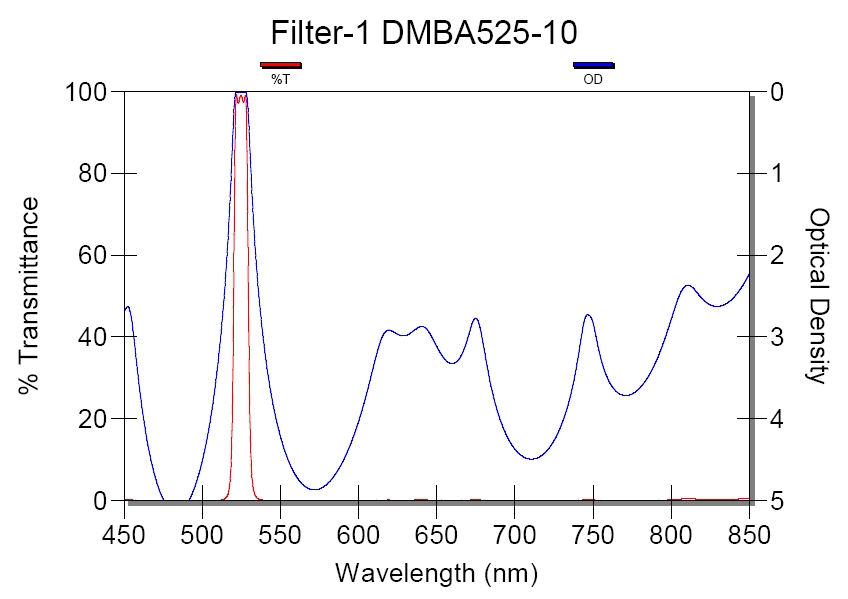 Filter-1 DMBA525-10
%T OD
100 0
80 1
60 2
40 3
20 4
0 5
% Transmittance
Optical Density
450 500 550 600 650 700 750 800 850
Wavelength (nm)